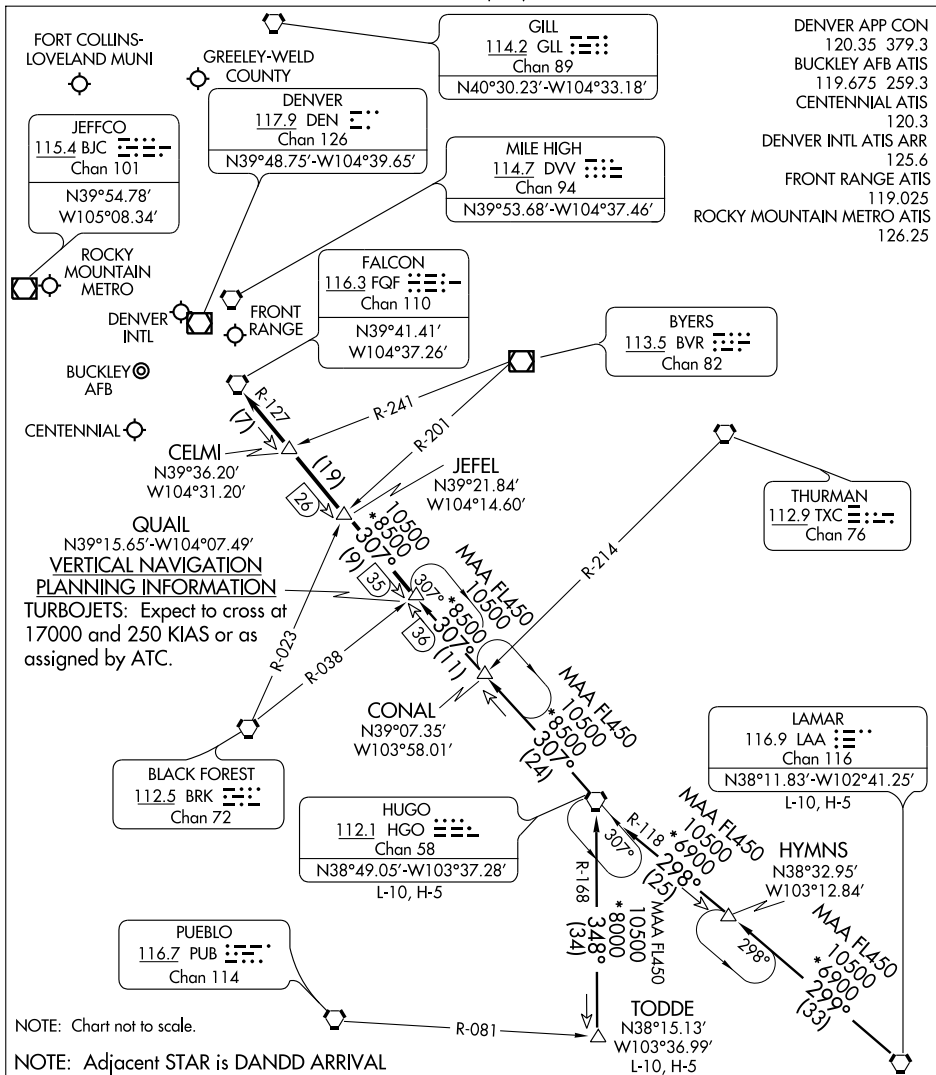 GILL
114.2 GLL
Chan 89
N40°30.23'-W104°33.18'
DENVER APP CON
120.35 379.3
BUCKLEY AFB ATIS
119.675 259.3
CENTENNIAL ATIS
120.3
DENVER INTL ATIS ARR
125.6
FRONT RANGE ATIS
119.025
ROCKY MOUNTAIN METRO ATIS
126.25
FORT COLLINS-
LOVELAND MUNI
GREELEY-WELD
COUNTY
DENVER
117.9 DEN
Chan 126
N39°48.75'-W104°39.65'
JEFFCO
115.4 BJC
Chan 101
N39°54.78'
W105°08.34'
MILE HIGH
114.7 DVV
Chan 94
N39°53.68'-W104°37.46'
ROCKY
MOUNTAIN
METRO
DENVER
INTL
FRONT
RANGE
FALCON
116.3 FQF
Chan 110
N39°41.41'
W104°37.26'
BYERS
113.5 BVR
Chan 82
BUCKLEY
AFB
CENTENNIAL
R-127
(7)
R-241
R-201
CELMI
N39°36.20'
W104°31.20'
(19)
26
JEFEL
N39°21.84'
W104°14.60'
THURMAN
112.9 TXC
Chan 76
R-214
QUAIL
N39°15.65'-W104°07.49'
VERTICAL NAVIGATION
PLANNING INFORMATION
TURBOJETS: Expect to cross at
17000 and 250 KIAS or as
assigned by ATC.
10500
*8500
307°
(9)
35
307°
36
MAA FL450
10500
*8500
307°
(11)
R-023
R-038
CONAL
N39°07.35'
W103°58.01'
MAA FL450
10500
*8500
307°
(24)
BLACK FOREST
112.5 BRK
Chan 72
LAMAR
116.9 LAA
Chan 116
N38°11.83'-W102°41.25'
L-10, H-5
HUGO
112.1 HGO
Chan 58
N38°49.05'-W103°37.28'
L-10, H-5
307°
R-118
MAA FL450
10500
*6900
298°
(25)
HYMNS
N38°32.95'
W103°12.84'
298°
MAA FL450
10500
*6900
299°
(33)
R-168
MAA FL450
10500
*8000
348°
(34)
PUEBLO
116.7 PUB
Chan 114
R-081
TODDE
N38°15.13'
W103°36.99'
L-10, H-5
NOTE: Chart not to scale.
NOTE: Adjacent STAR is DANDD ARRIVAL